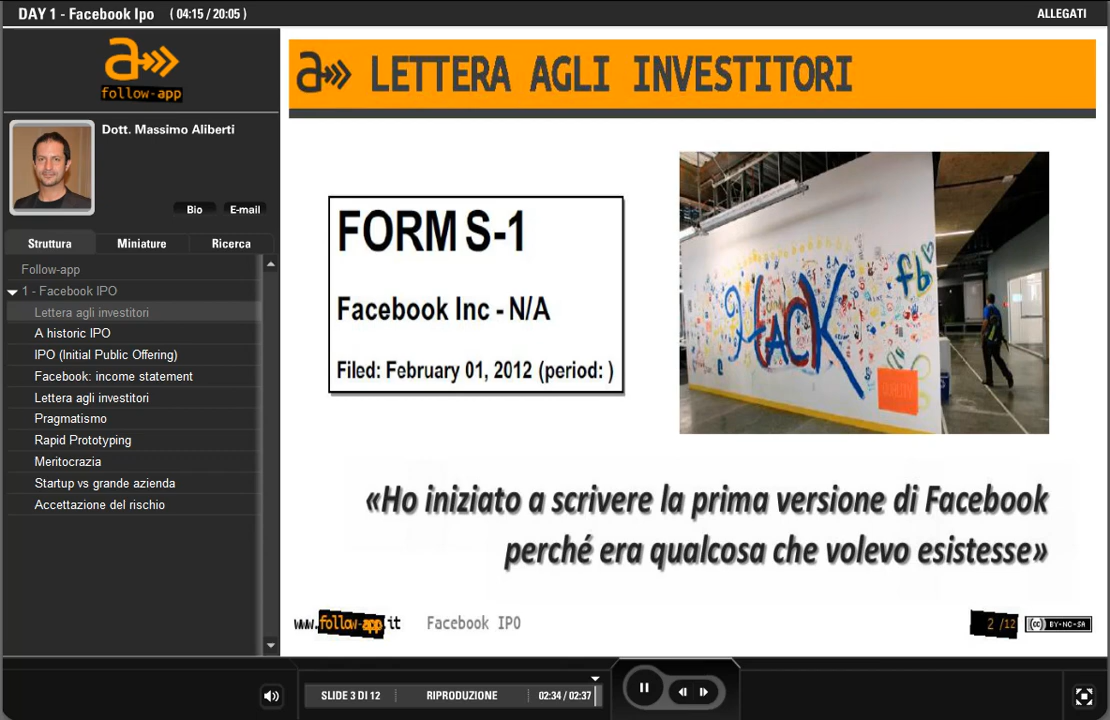 DAY 1 - Facebook Ipo ( 04:15 / 20:05 )
ALLEGATI
a
follow-app
Dott. Massimo Aliberti
Bio
E-mail
Struttura
Miniature
Ricerca
Follow-app
1 - Facebook IPO
Lettera agli investitori
A historic IPO
IPO (Initial Public Offering)
Facebook: income statement
Lettera agli investitori
Pragmatismo
Rapid Prototyping
Meritocrazia
Startup vs grande azienda
Accettazione del rischio
a LETTERA AGLI INVESTITORI
FORM S-1
Facebook Inc - N/A
Filed: February 01, 2012 (period: )
HACK
fb
«Ho iniziato a scrivere la prima versione di Facebook
perché era qualcosa che volevo esistesse»
www.follow-app.it
Facebook IPO
2 /12
cc BY-NC-SA
SLIDE 3 DI 12
RIPRODUZIONE
02:34 / 02:37